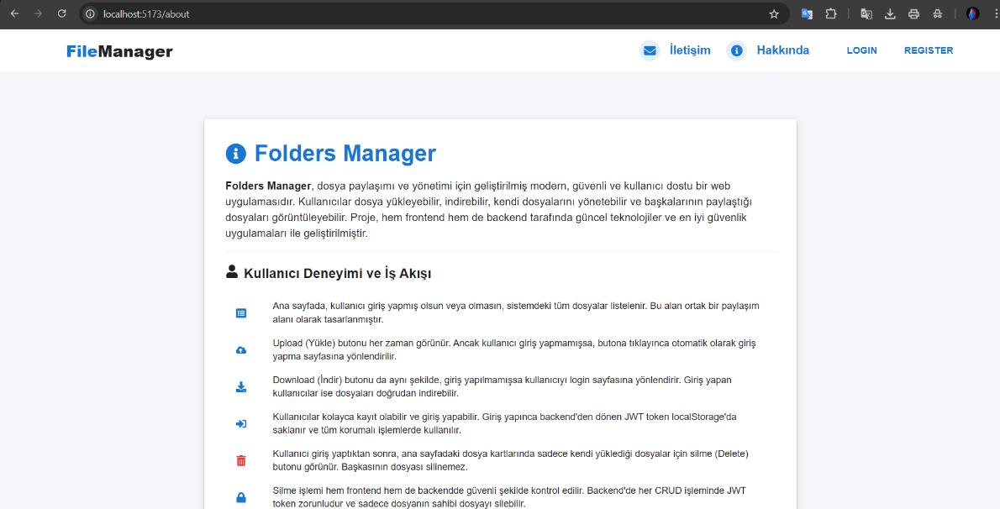 localhost:5173/about
FileManager
İletişim
Hakkında
LOGIN
REGISTER
Folders Manager
Folders Manager, dosya paylaşımı ve yönetimi için geliştirilmiş modern, güvenli ve kullanıcı dostu bir web
uygulamasıdır. Kullanıcılar dosya yükleyebilir, indirebilir, kendi dosyalarını yönetebilir ve başkalarının paylaştığı
dosyaları görüntüleyebilir. Proje, hem frontend hem de backend tarafında güncel teknolojiler ve en iyi güvenlik
uygulamaları ile geliştirilmiştir.
Kullanıcı Deneyimi ve İş Akışı
Ana sayfada, kullanıcı giriş yapmış olsun veya olmasın, sistemdeki tüm dosyalar listelenir. Bu alan ortak bir paylaşım
alanı olarak tasarlanmıştır.
Upload (Yükle) butonu her zaman görünür. Ancak kullanıcı giriş yapmamışsa, butona tıklayınca otomatik olarak giriş
yapma sayfasına yönlendirilir.
Download (İndir) butonu da aynı şekilde, giriş yapılmamışsa kullanıcıyı login sayfasına yönlendirir. Giriş yapan
kullanıcılar ise dosyaları doğrudan indirebilir.
Kullanıcılar kolayca kayıt olabilir ve giriş yapabilir. Giriş yapınca backend'den dönen JWT token localStorage'da
saklanır ve tüm korumalı işlemlerde kullanılır.
Kullanıcı giriş yaptıktan sonra, ana sayfadaki dosya kartlarında sadece kendi yüklediği dosyalar için silme (Delete)
butonu görünür. Başkasının dosyası silinemez.
Silme işlemi hem frontend hem de backendde güvenli şekilde kontrol edilir. Backend'de her CRUD işleminde JWT
token zorunludur ve sadece dosyanın sahibi dosyayı silebilir.